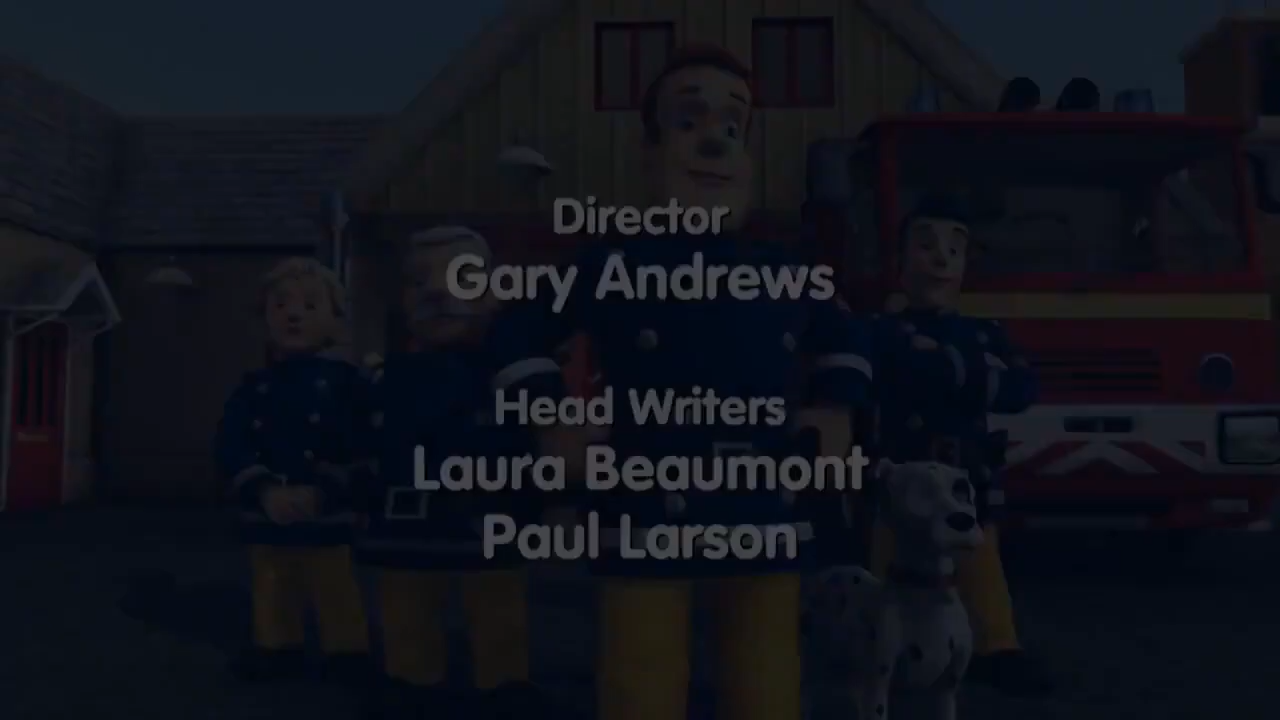 Director
Gary Andrews
Head Writers
Laura Beaumont
Paul Larson